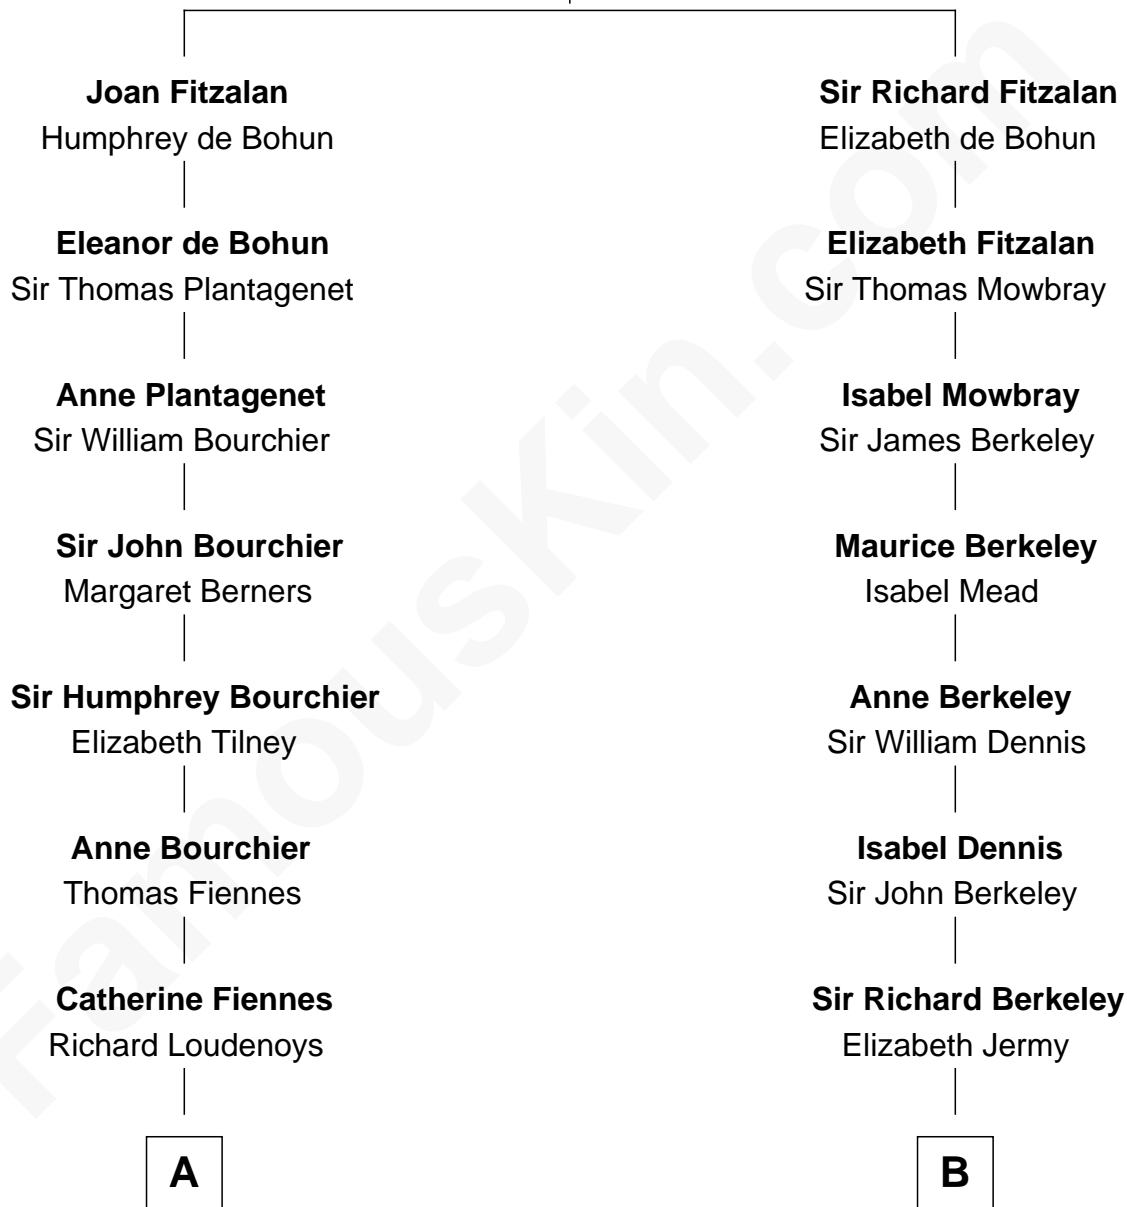 Joan Fitzalan
Humphrey de Bohun
Eleanor de Bohun
Sir Thomas Plantagenet
Anne Plantagenet
Sir William Bourchier
Sir John Bourchier
Margaret Berners
Sir Humphrey Bourchier
Elizabeth Tilney
Anne Bourchier
Thomas Fiennes
Catherine Fiennes
Richard Loudenoys
A
Sir Richard Fitzalan
Elizabeth de Bohun
Elizabeth Fitzalan
Sir Thomas Mowbray
Isabel Mowbray
Sir James Berkeley
Maurice Berkeley
Isabel Mead
Anne Berkeley
Sir William Dennis
Isabel Dennis
Sir John Berkeley
Sir Richard Berkeley
Elizabeth Jermy
B
FamousKin.com